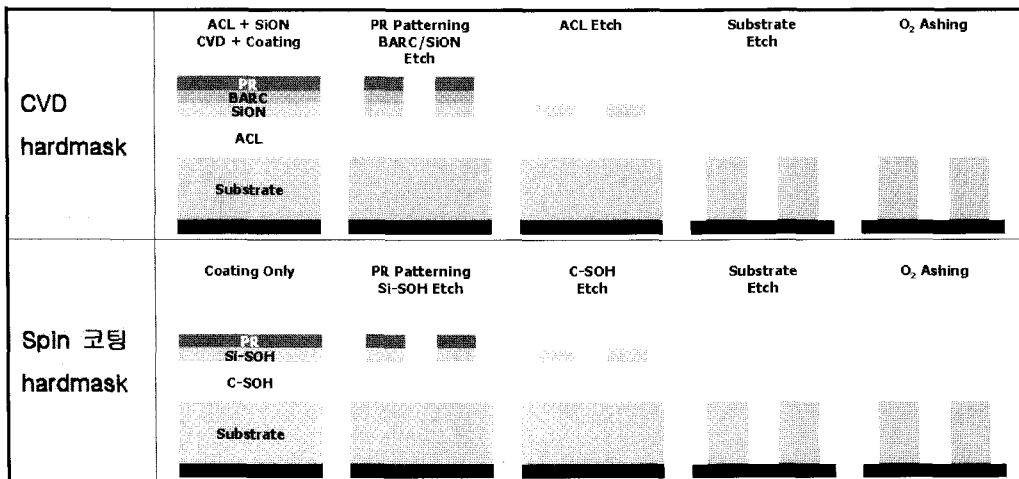 ACL + SiON
CVD + Coating
PR Patterning
BARC/SiON
Etch
ACL Etch
Substrate
Etch
O₂ Ashing
CVD
hardmask
PR
BARC
SiON
ACL
Substrate
Coating Only
PR Patterning
Si-SOH Etch
C-SOH
Etch
Substrate
Etch
O₂ Ashing
Spin 코팅
hardmask
PR
Si-SOH
C-SOH
Substrate